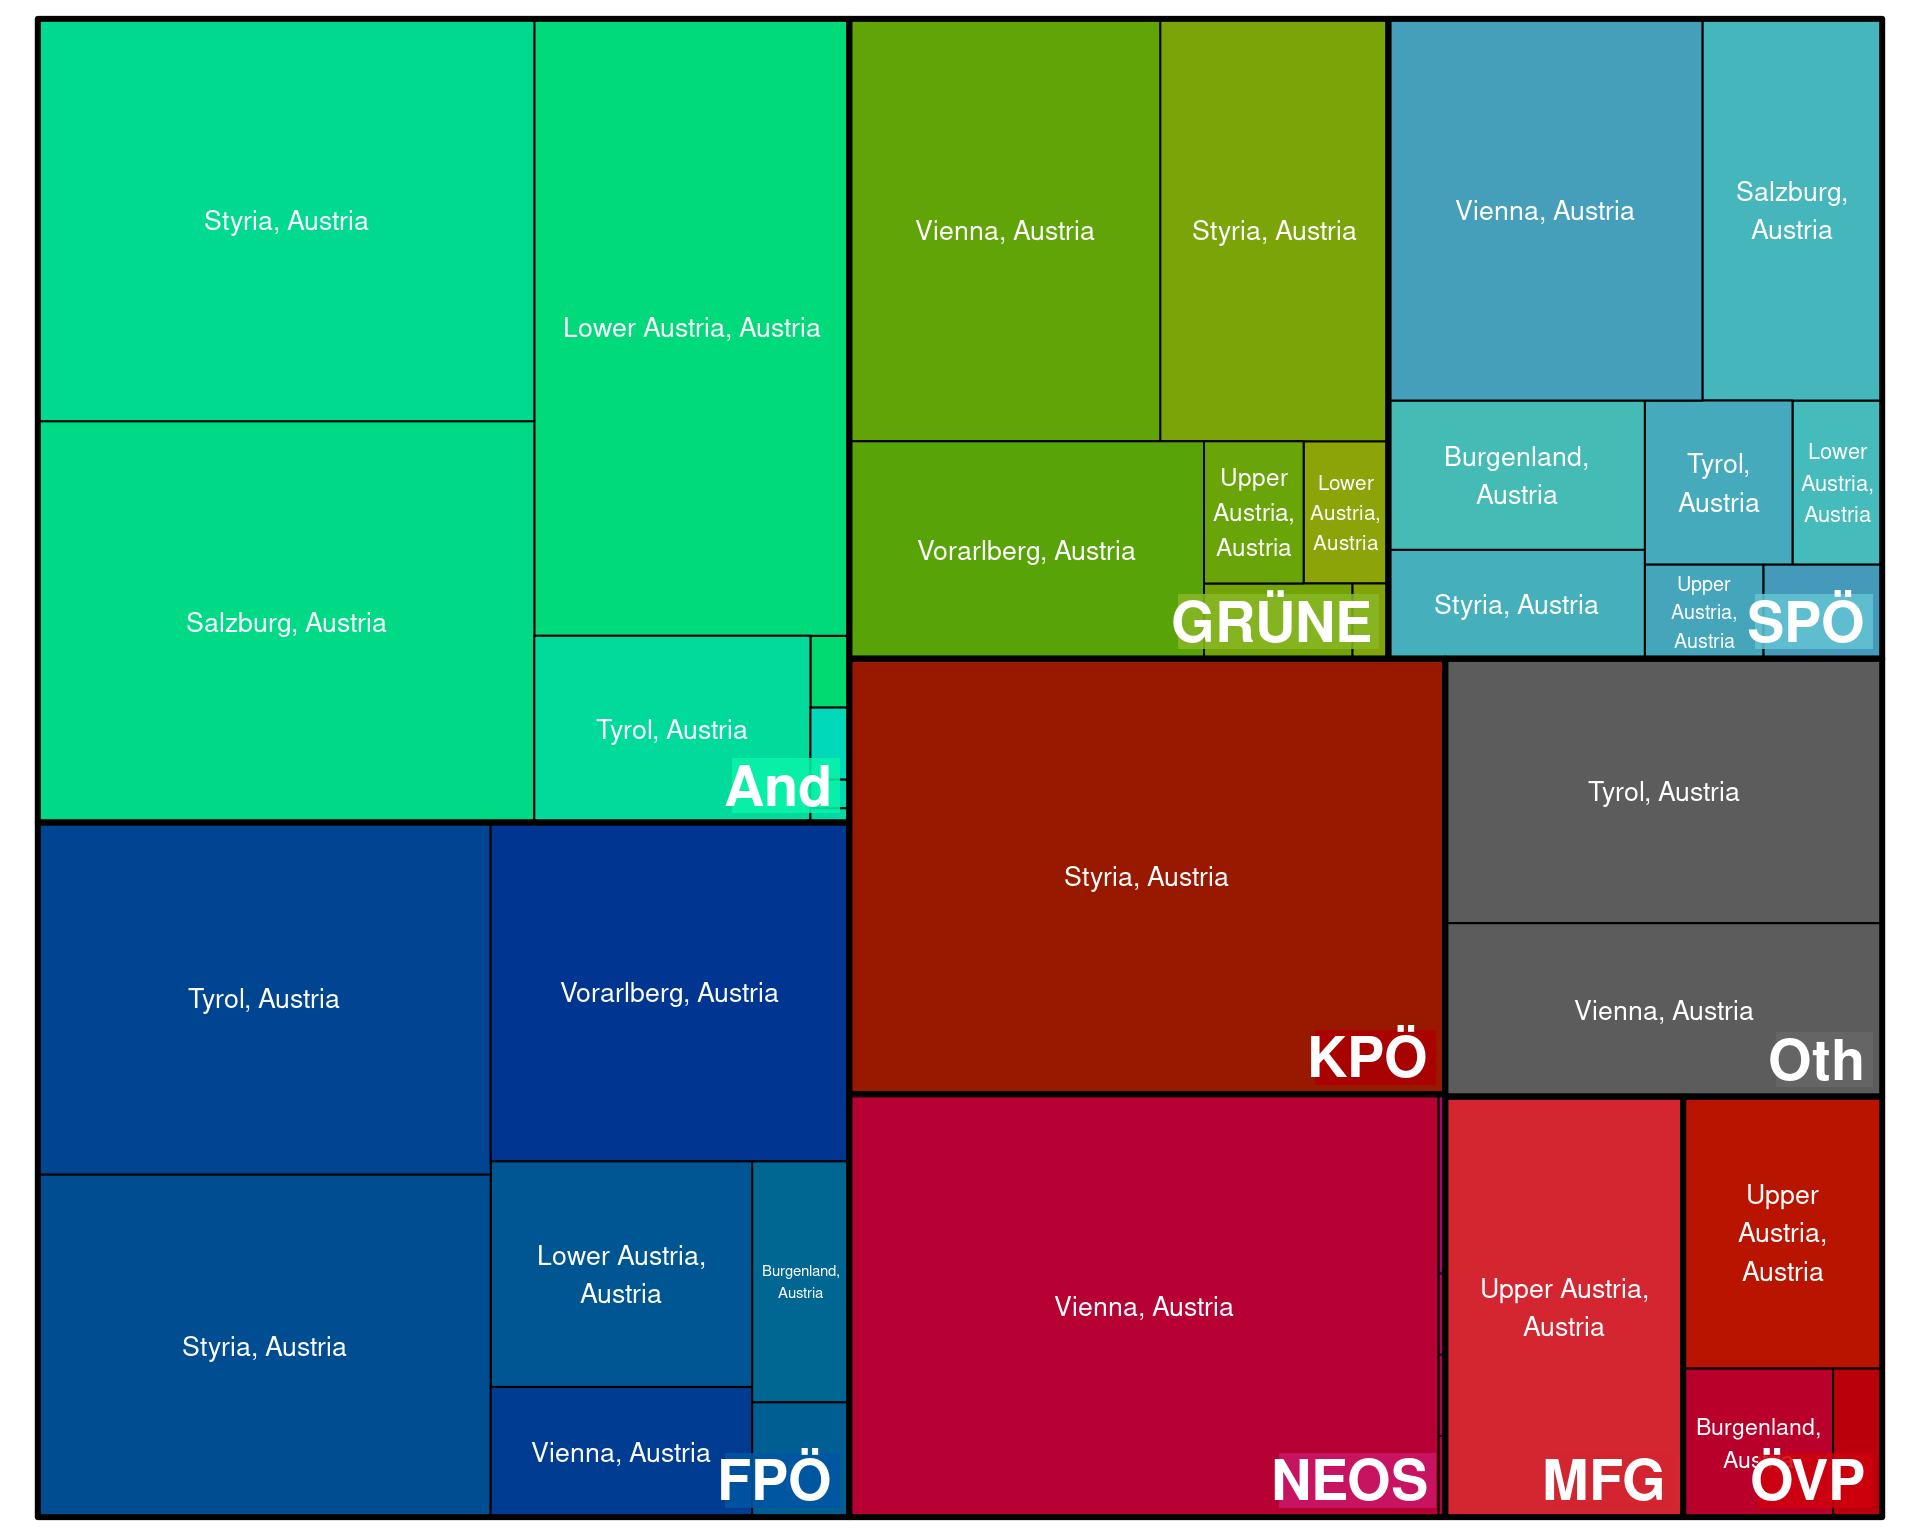 Styria, Austria
Lower Austria, Austria
Salzburg, Austria
Tyrol, Austria
And
Vienna, Austria
Styria, Austria
Vorarlberg, Austria
Upper
Austria,
Austria
Lower
Austria,
Austria
GRÜNE
Vienna, Austria
Salzburg,
Austria
Burgenland,
Austria
Tyrol,
Austria
Lower
Austria,
Austria
Styria, Austria
Upper
Austria,
Austria
SPÖ
Tyrol, Austria
Vorarlberg, Austria
Styria, Austria
Lower Austria,
Austria
Burgenland,
Austria
Vienna, Austria
FPÖ
Styria, Austria
KPÖ
Tyrol, Austria
Vienna, Austria
Oth
Vienna, Austria
NEOS
Upper Austria,
Austria
MFG
Upper
Austria,
Austria
Burgenland,
ÖVP